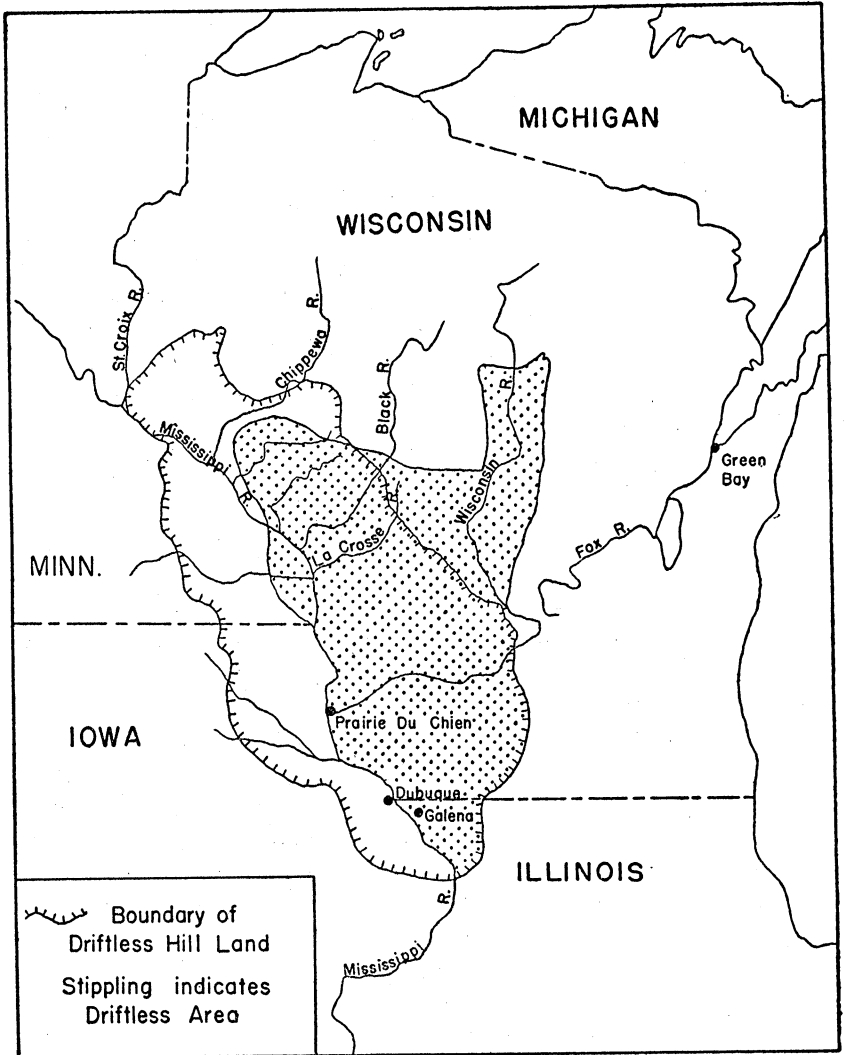 MICHIGAN
WISCONSIN
St. Croix R.
Chippewa R.
Black R.
Mississippi R.
Wisconsin R.
Green
Bay
La Crosse R.
Fox R.
MINN.
Prairie Du Chien
IOWA
Dubuque
Galena
ILLINOIS
Mississippi R.
Boundary of
Driftless Hill Land
Stippling indicates
Driftless Area